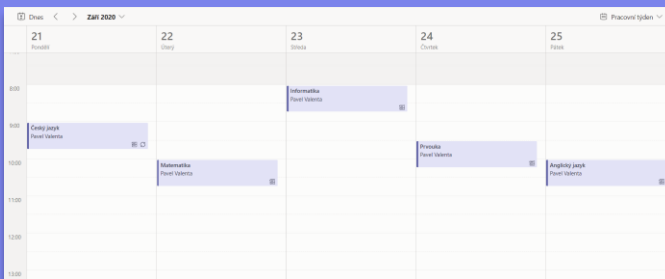 Dnes
Září 2020
Pracovní týden
21
Pondělí
22
Úterý
23
Středa
24
Čtvrtek
25
Pátek
8:00
Informatika
Pavel Valenta
9:00
Český jazyk
Pavel Valenta
Prvouka
Pavel Valenta
10:00
Matematika
Pavel Valenta
Anglický jazyk
Pavel Valenta
11:00
12:00
13:00